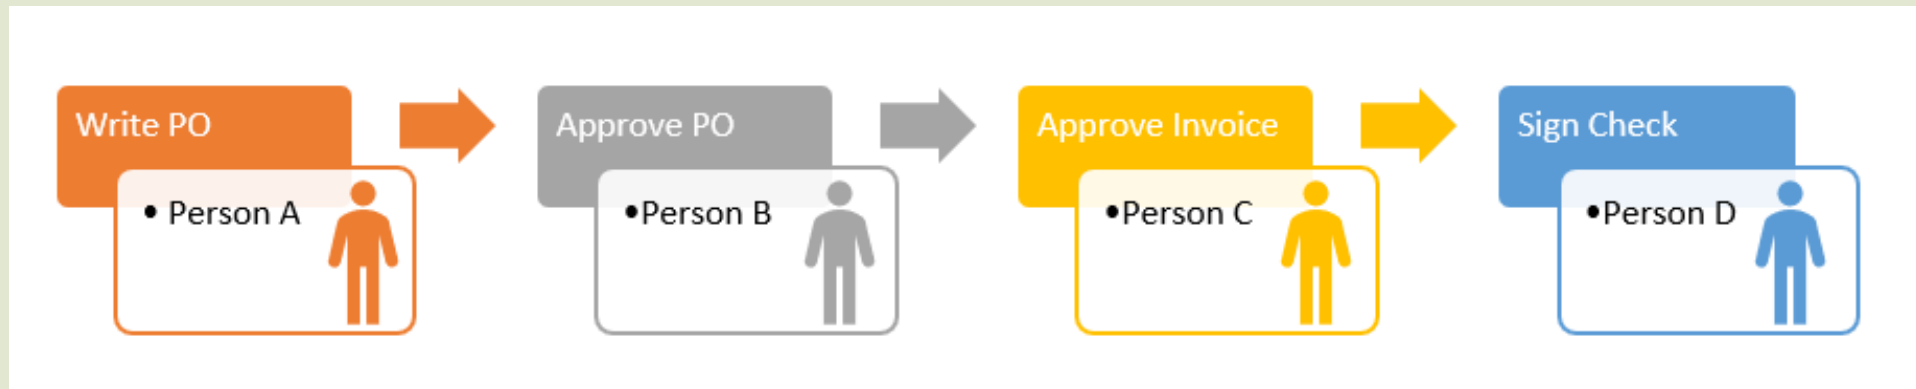 Write PO
• Person A
Approve PO
•Person B
Approve Invoice
•Person C
Sign Check
•Person D